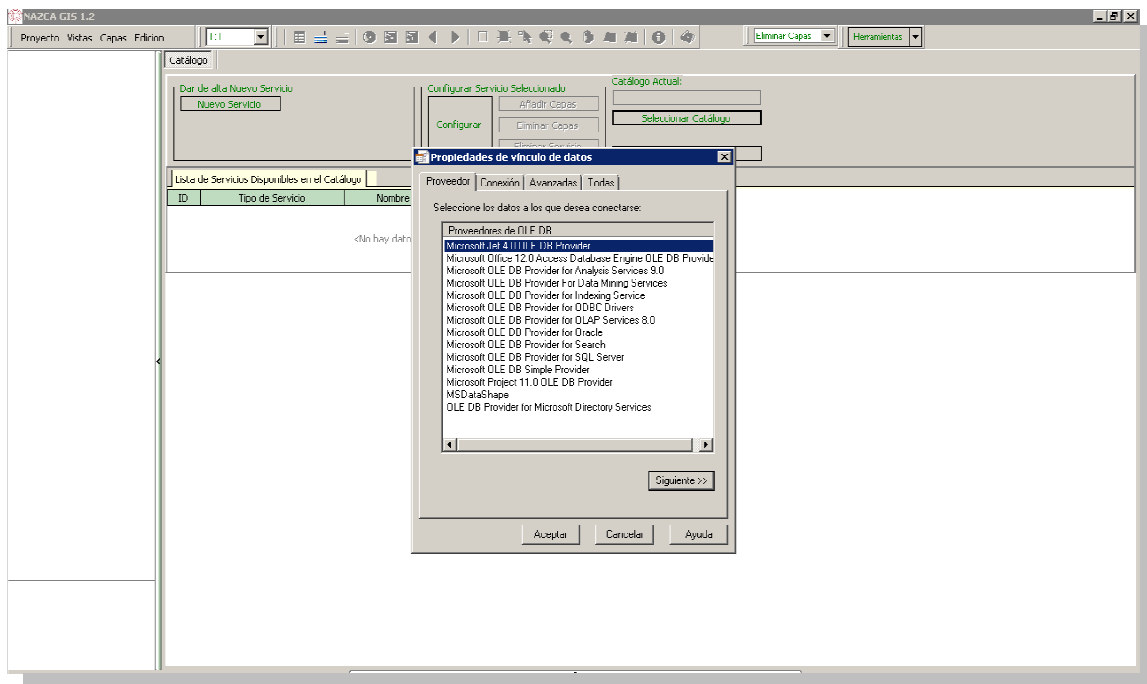 NAZCA GIS 1.2
Proyecto Vistas Capas Edicion
1:1
Eliminar Capas
Herramientas
Catálogo
Dar de alta Nuevo Servicio
Nuevo Servicio
Configurar Servicio Seleccionado
Configurar
Añadir Capas
Eliminar Capas
Eliminar Servicio
Catálogo Actual:
Seleccionar Catálogo
Lista de Servicios Disponibles en el Catálogo
ID Tipo de Servicio Nombre
<No hay dato
Propiedades de vínculo de datos
Proveedor Conexión Avanzadas Todas
Seleccione los datos a los que desea conectarse:
Proveedores de OLE DB
Microsoft Jet 4.0 OLE DB Provider
Microsoft Office 12.0 Access Database Engine OLE DB Provide
Microsoft OLE DB Provider for Analysis Services 9.0
Microsoft OLE DB Provider For Data Mining Services
Microsoft OLE DB Provider for Indexing Service
Microsoft OLE DB Provider for ODBC Drivers
Microsoft OLE DB Provider for OLAP Services 8.0
Microsoft OLE DB Provider for Oracle
Microsoft OLE DB Provider for Search
Microsoft OLE DB Provider for SQL Server
Microsoft OLE DB Simple Provider
Microsoft Project 11.0 OLE DB Provider
MSDataShape
OLE DB Provider for Microsoft Directory Services
Siguiente >>
Aceptar Cancelar Ayuda